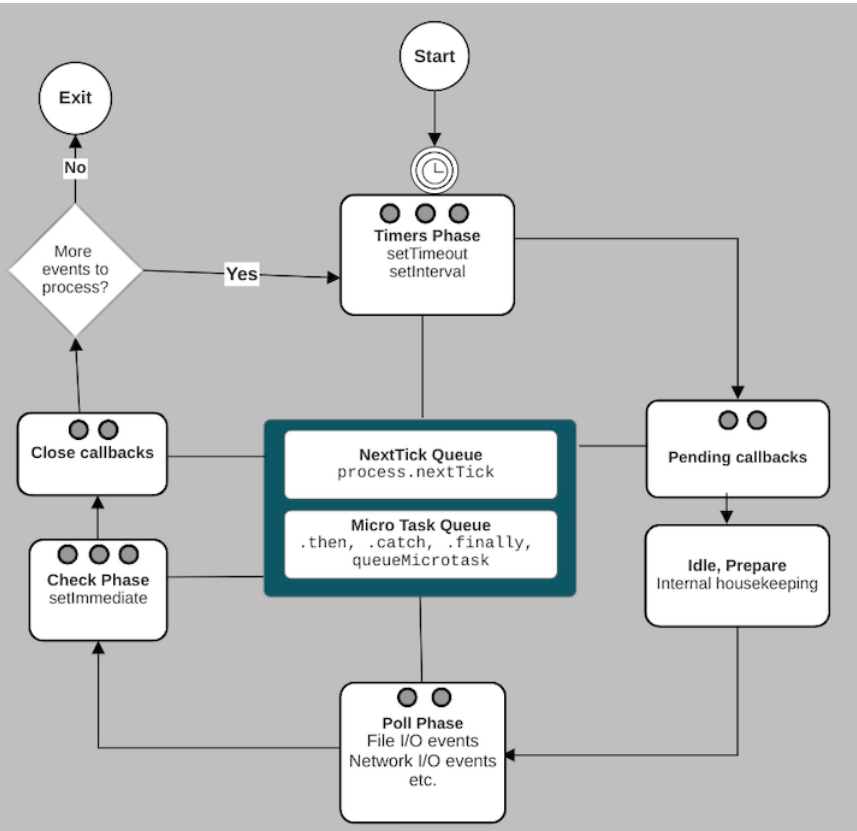 Start
Exit
No
More
events to
process?
Yes
Timers Phase
setTimeout
setInterval
Close callbacks
NextTick Queue
process.nextTick
Pending callbacks
Micro Task Queue
.then, .catch, .finally,
queueMicrotask
Check Phase
setImmediate
Idle, Prepare
Internal housekeeping
Poll Phase
File I/O events
Network I/O events
etc.